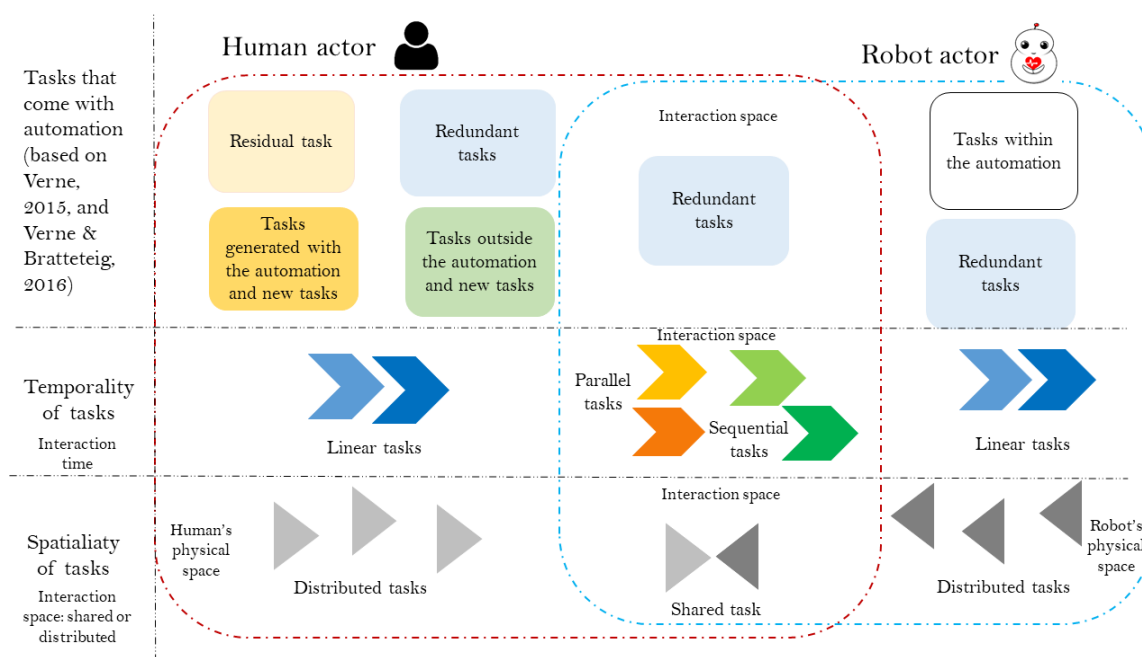 Human actor
Robot actor
Tasks that
come with
automation
(based on
Verne,
2015, and
Verne &
Bratteteig,
2016)
Residual task
Redundant
tasks
Tasks
generated with
the automation
and new tasks
Tasks outside
the automation
and new tasks
Interaction space
Redundant
tasks
Tasks within
the automation
Redundant
tasks
Temporality
of tasks
Interaction
time
Linear tasks
Interaction space
Parallel
tasks
Sequential
tasks
Linear tasks
Spatialiaty
of tasks
Interaction
space: shared or
distributed
Human's
physical
space
Distributed tasks
Interaction space
Shared task
Distributed tasks
Robot's
physical
space